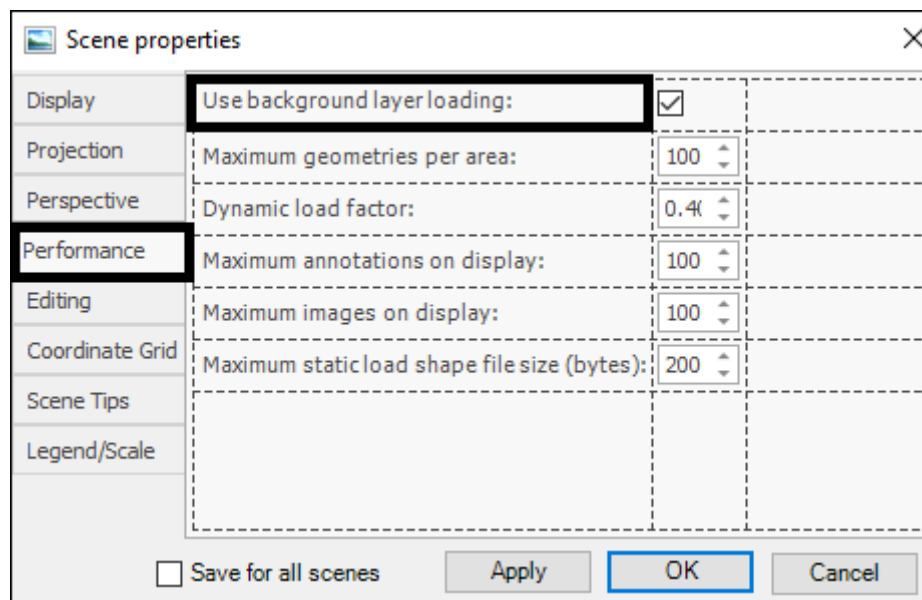 Scene properties
Display
Projection
Perspective
Performance
Editing
Coordinate Grid
Scene Tips
Legend/Scale
Use background layer loading:
Maximum geometries per area: 100
Dynamic load factor: 0.4
Maximum annotations on display: 100
Maximum images on display: 100
Maximum static load shape file size (bytes): 200
Save for all scenes Apply OK Cancel